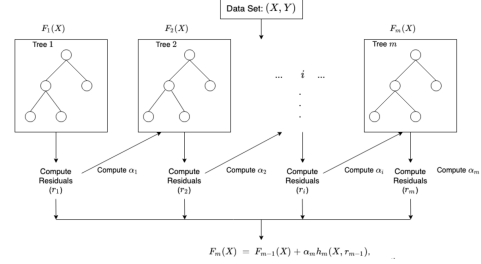 Data Set: (X, Y)
F₁(X)
F₂(X)
Fₘ(X)
Tree 1
Tree 2
Tree m
... i ...
.
.
.
Compute
Residuals
(r₁)
Compute α₁
Compute
Residuals
(r₂)
Compute α₂
Compute
Residuals
(rᵢ)
Compute αᵢ
Compute
Residuals
(rₘ)
Compute αₘ
Fₘ(X) = Fₘ₋₁(X) + αₘhₘ(X, rₘ₋₁),